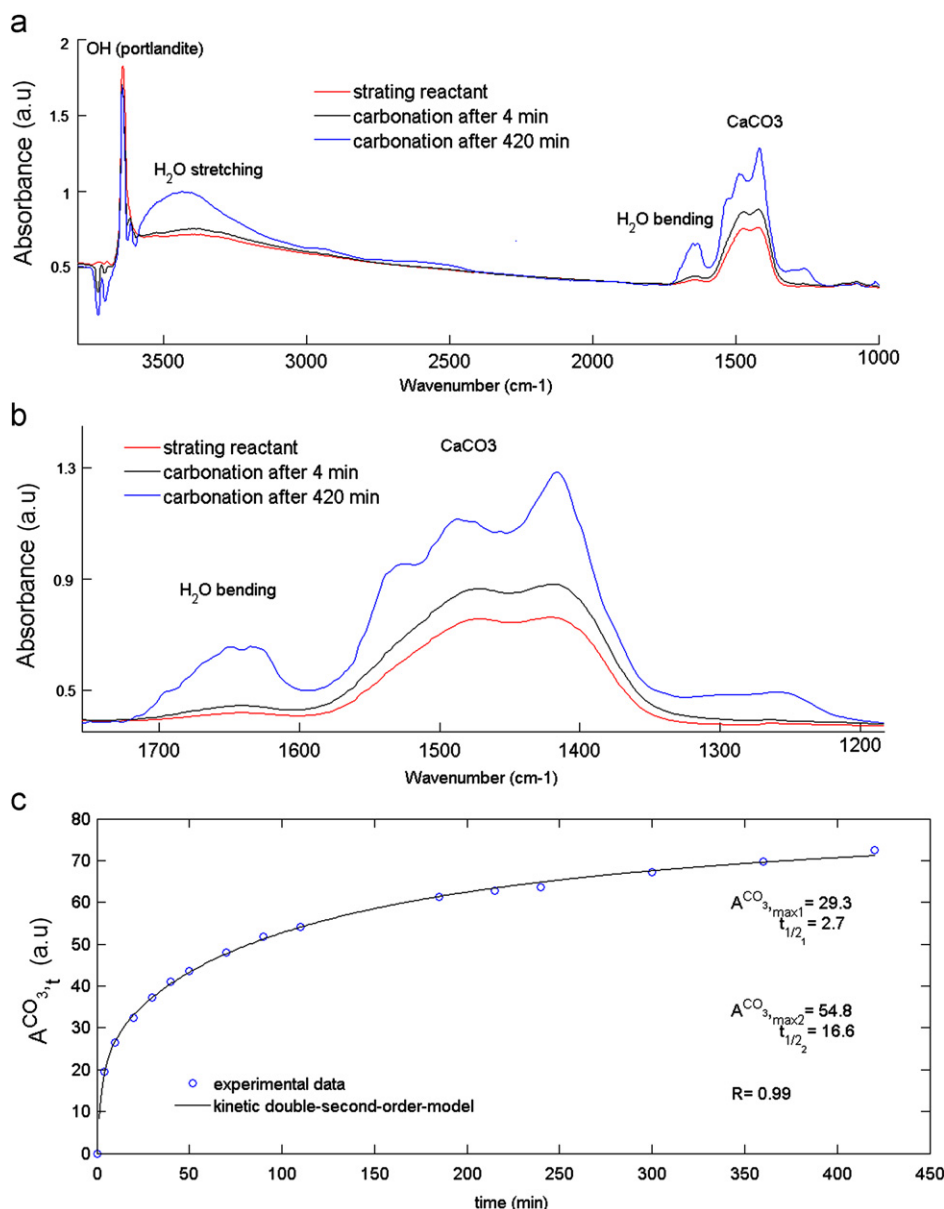 a
2
1.5
1
0.5
Absorbance (a.u)
OH (portlandite)
H2O stretching
strating reactant
carbonation after 4 min
carbonation after 420 min
CaCO3
H2O bending
3500 3000 2500 2000 1500 1000
Wavenumber (cm-1)
b
1.3
0.9
0.5
Absorbance (a.u)
strating reactant
carbonation after 4 min
carbonation after 420 min
CaCO3
H2O bending
1700 1600 1500 1400 1300 1200
Wavenumber (cm-1)
c
80
70
60
50
40
30
20
10
0
A^CO3,t (a.u)
A^CO3,max1 = 29.3
t1/2_1 = 2.7
A^CO3,max2 = 54.8
t1/2_2 = 16.6
R= 0.99
experimental data
kinetic double-second-order-model
0 50 100 150 200 250 300 350 400 450
time (min)